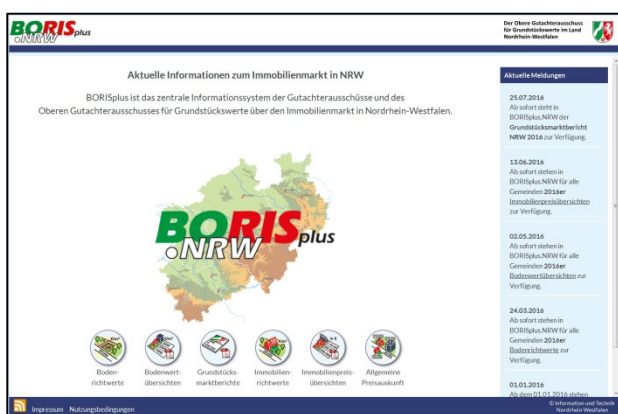 BORISplus
.NRW
Der Obere Gutachterausschuss
für Grundstückswerte im Land
Nordrhein-Westfalen
Aktuelle Informationen zum Immobilienmarkt in NRW
BORISplus ist das zentrale Informationssystem der Gutachterausschüsse und des
Oberen Gutachterausschusses für Grundstückswerte über den Immobilienmarkt in Nordrhein-Westfalen.
BORISplus
.NRW
Boden-
richtwerte
Bodenwert-
übersichten
Grundstücks-
marktberichte
Immobilien-
richtwerte
Immobilienpreis-
übersichten
Allgemeine
Preisauskunft
Aktuelle Meldungen
25.07.2016
Ab sofort steht in
BORISplus.NRW der
Grundstücksmarktbericht
NRW 2016 zur Verfügung.
13.06.2016
Ab sofort stehen in
BORISplus.NRW für alle
Gemeinden 2016er
Immobilienpreisübersichten
zur Verfügung.
02.05.2016
Ab sofort stehen in
BORISplus.NRW für alle
Gemeinden 2016er
Bodenwertübersichten zur
Verfügung.
24.03.2016
Ab sofort stehen in
BORISplus.NRW für alle
Gemeinden 2016er
Bodenrichtwerte zur
Verfügung.
01.01.2016
Ab dem 01.01.2016 stehen
Impressum Nutzungsbedingungen
© Information und Technik
Nordrhein Westfalen